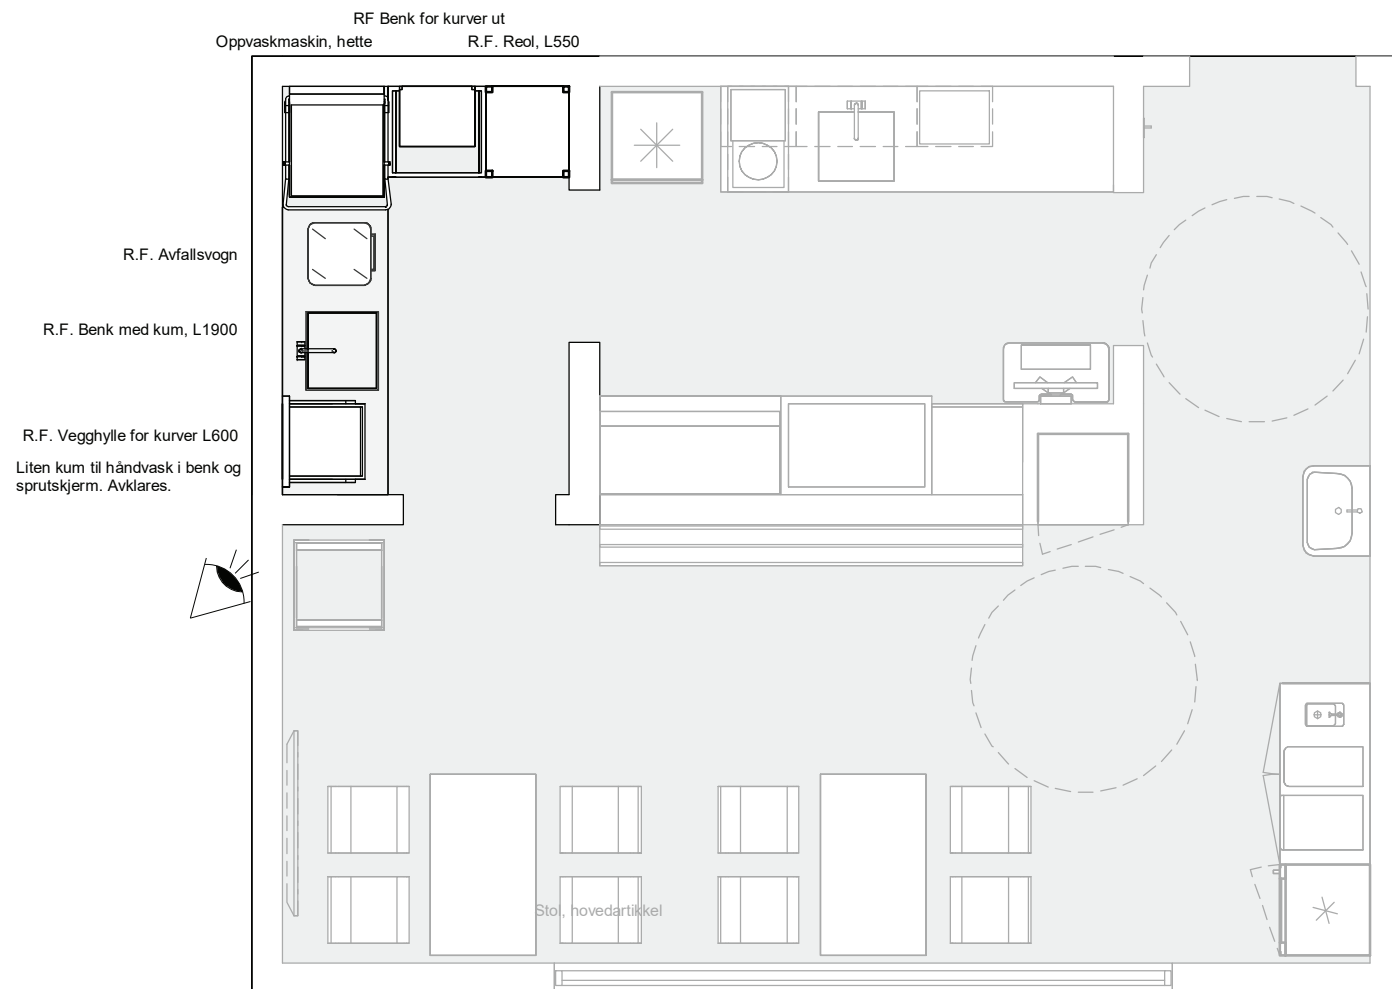 RF Benk for kurver ut
Oppvaskmaskin, hette
R.F. Reol, L550
R.F. Avfallsvogn
R.F. Benk med kum, L1900
R.F. Vegghylle for kurver L600
Liten kum til håndvask i benk og
sprutskjerm. Avklares.
Stol, hovedartikkel